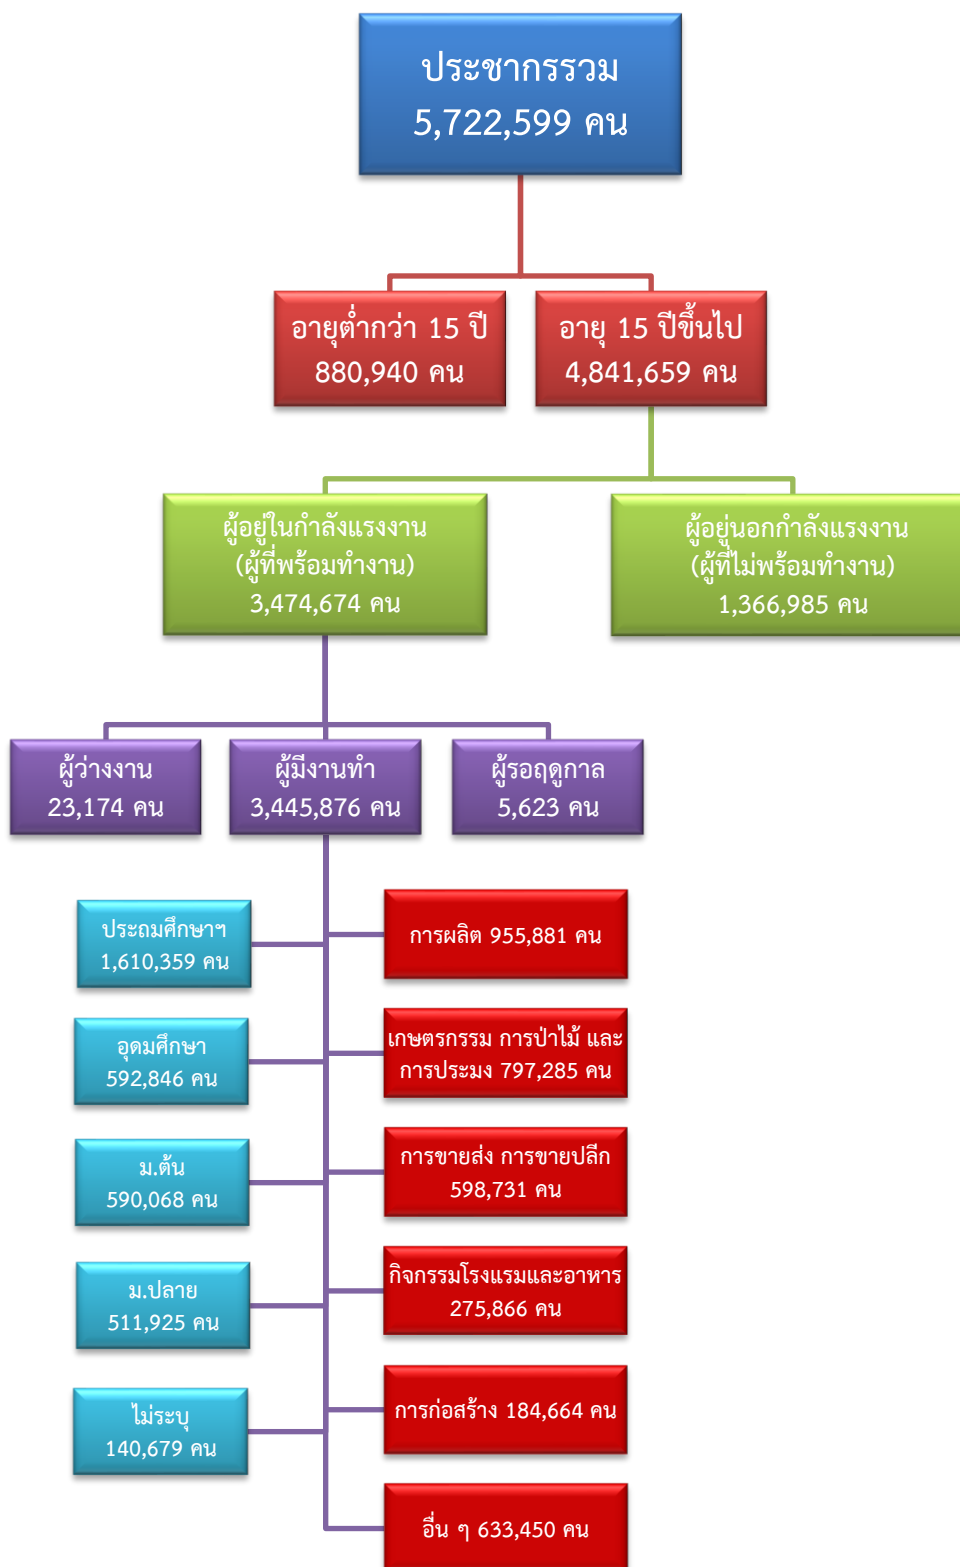 ประชากรรวม
5,722,599 คน
อายุต่ำกว่า 15 ปี
880,940 คน
อายุ 15 ปีขึ้นไป
4,841,659 คน
ผู้อยู่ในกำลังแรงงาน
(ผู้ที่พร้อมทำงาน)
3,474,674 คน
ผู้อยู่นอกกำลังแรงงาน
(ผู้ที่ไม่พร้อมทำงาน)
1,366,985 คน
ผู้ว่างงาน
23,174 คน
ผู้มีงานทำ
3,445,876 คน
ผู้รอฤดูกาล
5,623 คน
ประถมศึกษาฯ
1,610,359 คน
อุดมศึกษา
592,846 คน
ม.ต้น
590,068 คน
ม.ปลาย
511,925 คน
ไม่ระบุ
140,679 คน
การผลิต 955,881 คน
เกษตรกรรม การป่าไม้ และ
การประมง 797,285 คน
การขายส่ง การขายปลีก
598,731 คน
กิจกรรมโรงแรมและอาหาร
275,866 คน
การก่อสร้าง 184,664 คน
อื่น ๆ 633,450 คน